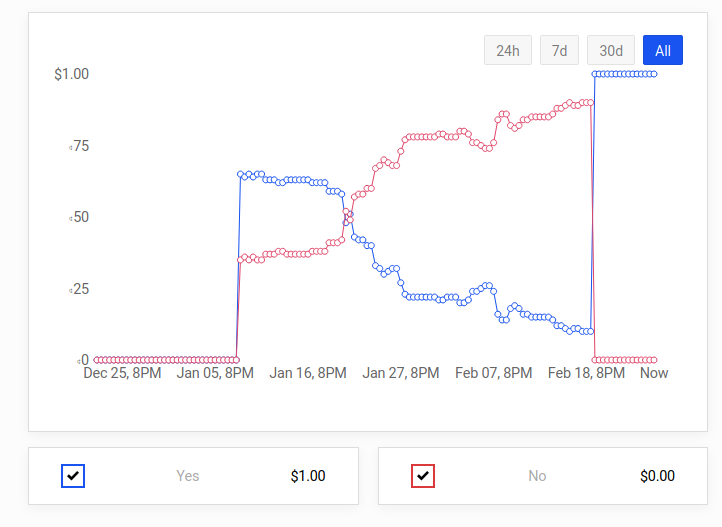 24h 7d 30d All
$1.00
¢75
¢50
¢25
¢0
Dec 25, 8PM Jan 05, 8PM Jan 16, 8PM Jan 27, 8PM Feb 07, 8PM Feb 18, 8PM Now
Yes $1.00 No $0.00